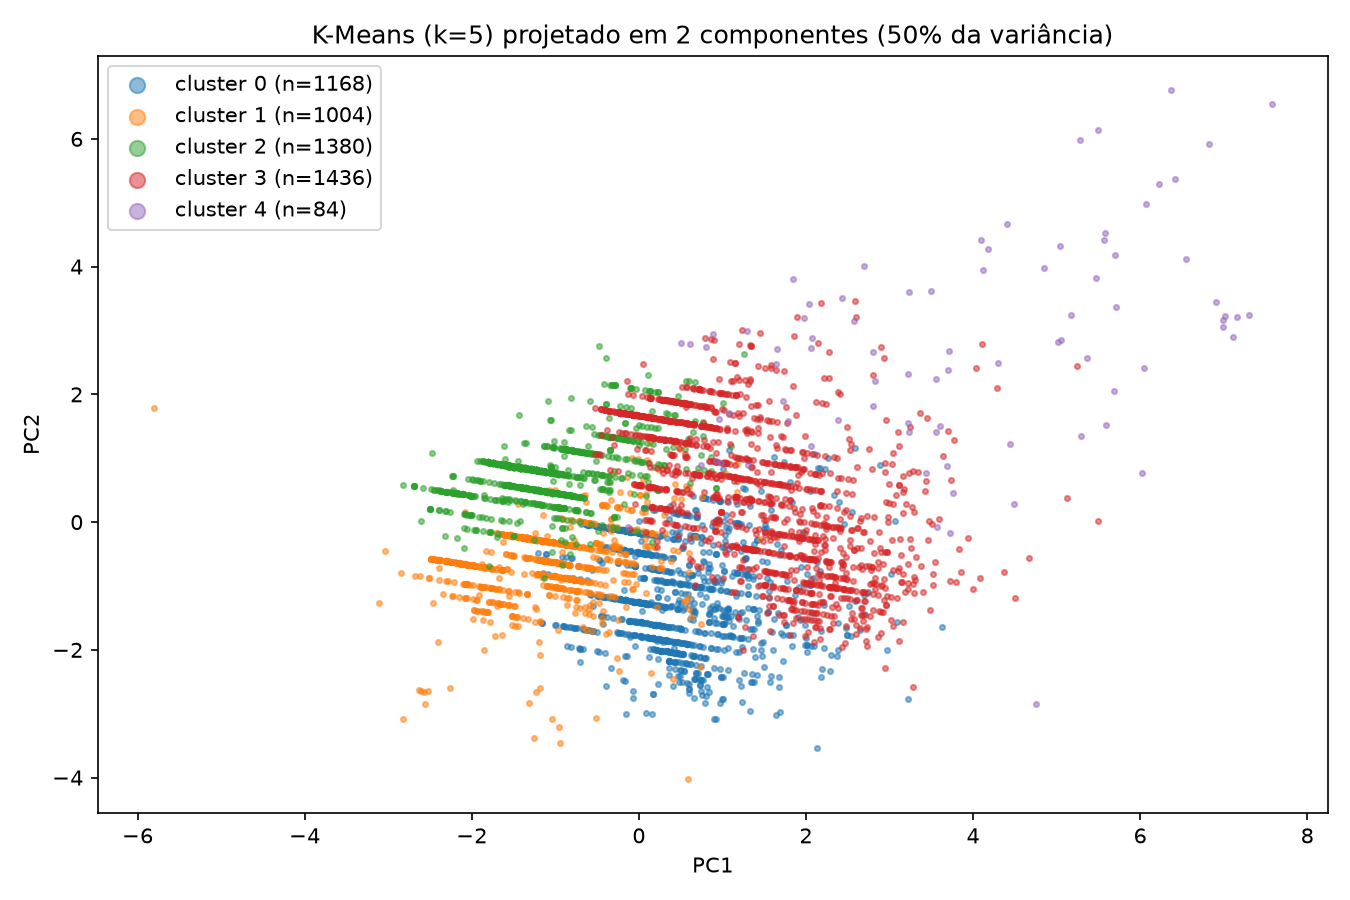 K-Means (k=5) projetado em 2 componentes (50% da variância)
cluster 0 (n=1168)
cluster 1 (n=1004)
cluster 2 (n=1380)
cluster 3 (n=1436)
cluster 4 (n=84)
PC2
6
4
2
0
−2
−4
−6 −4 −2 0 2 4 6 8
PC1